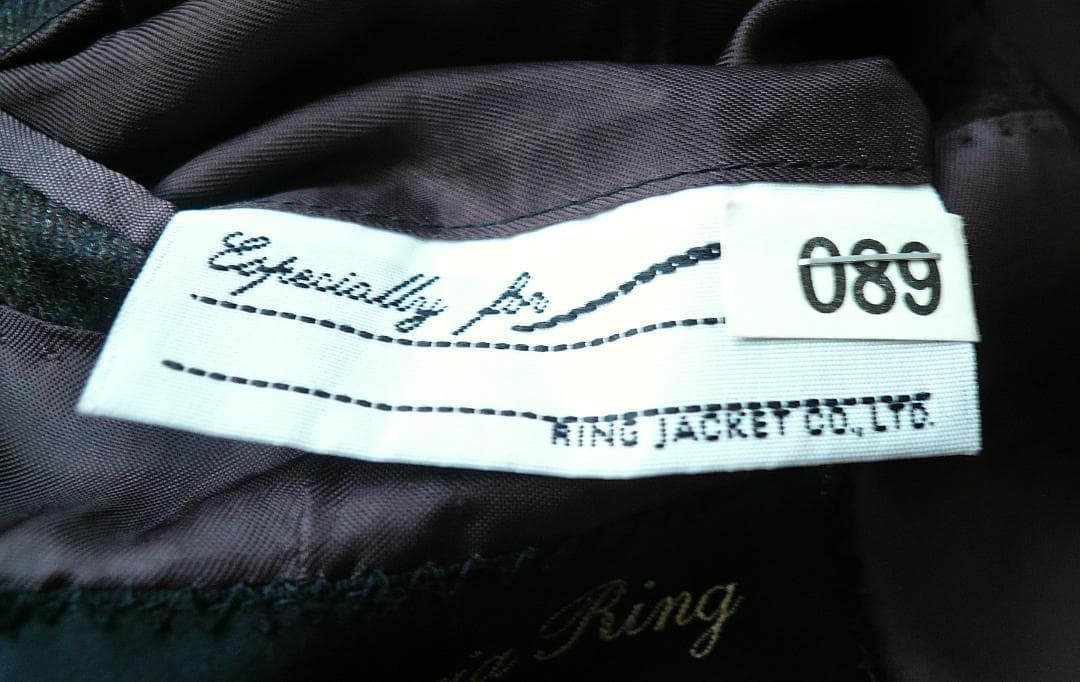 Especially for
089
RING JACKET CO., LTD.
Ring